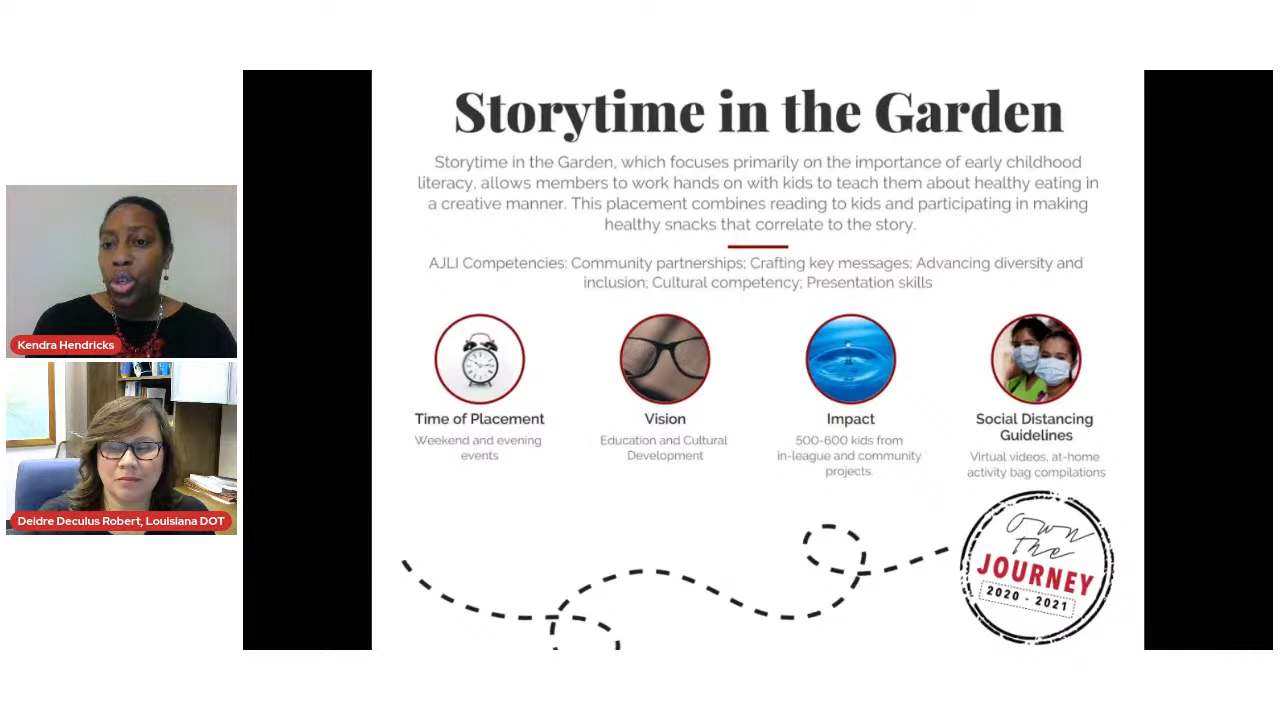 Storytime in the Garden
Storytime in the Garden, which focuses primarily on the importance of early childhood
literacy, allows members to work hands on with kids to teach them about healthy eating in
a creative manner. This placement combines reading to kids and participating in making
healthy snacks that correlate to the story.
AJLI Competencies: Community partnerships; Crafting key messages; Advancing diversity and
inclusion; Cultural competency; Presentation skills
Time of Placement
Weekend and evening
events
Vision
Education and Cultural
Development
Impact
500-600 kids from
in-league and community
projects.
Social Distancing
Guidelines
Virtual videos, at-home
activity bag compilations
Own
the
JOURNEY
2020 - 2021
Kendra Hendricks
Deidre Deculus Robert, Louisiana DOT